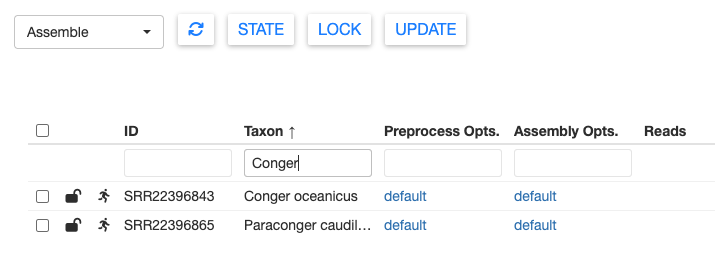 Assemble STATE LOCK UPDATE
ID Taxon ↑ Preprocess Opts. Assembly Opts. Reads
Conger
SRR22396843 Conger oceanicus default default
SRR22396865 Paraconger caudil... default default